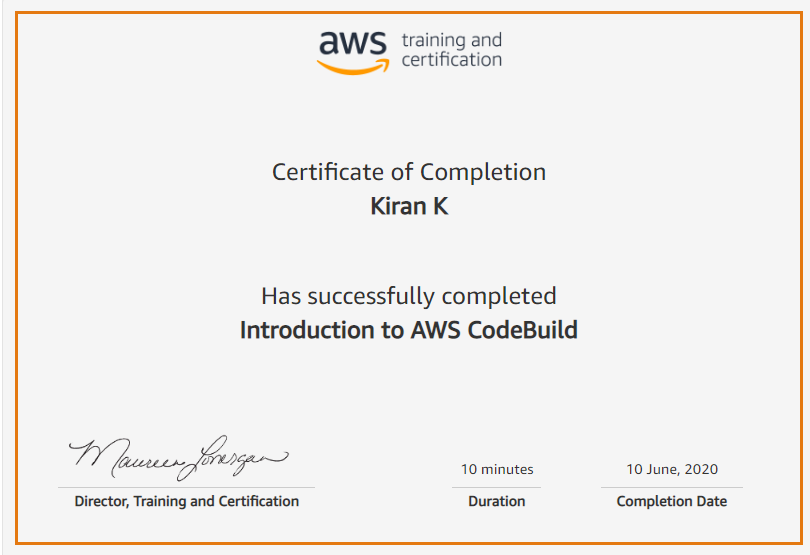 aws training and
certification
Certificate of Completion
Kiran K
Has successfully completed
Introduction to AWS CodeBuild
Maureen Lonergan
10 minutes
10 June, 2020
Director, Training and Certification
Duration
Completion Date